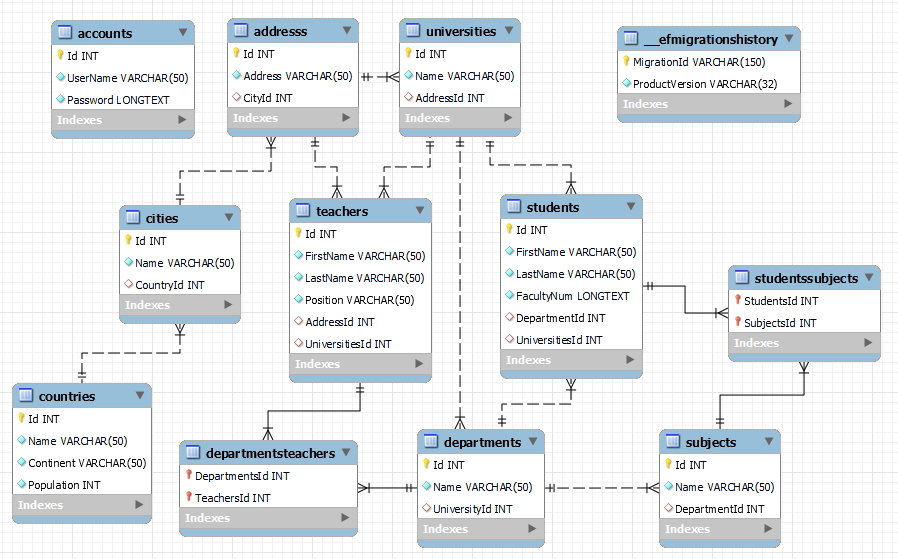 accounts
Id INT
UserName VARCHAR(50)
Password LONGTEXT
Indexes
addresss
Id INT
Address VARCHAR(50)
CityId INT
Indexes
universities
Id INT
Name VARCHAR(50)
AddressId INT
Indexes
__efmigrationshistory
MigrationId VARCHAR(150)
ProductVersion VARCHAR(32)
Indexes
cities
Id INT
Name VARCHAR(50)
CountryId INT
Indexes
teachers
Id INT
FirstName VARCHAR(50)
LastName VARCHAR(50)
Position VARCHAR(50)
AddressId INT
UniversitiesId INT
Indexes
students
Id INT
FirstName VARCHAR(50)
LastName VARCHAR(50)
FacultyNum LONGTEXT
DepartmentId INT
UniversitiesId INT
Indexes
studentssubjects
StudentsId INT
SubjectsId INT
Indexes
countries
Id INT
Name VARCHAR(50)
Continent VARCHAR(50)
Population INT
Indexes
departmentsteachers
DepartmentsId INT
TeachersId INT
Indexes
departments
Id INT
Name VARCHAR(50)
UniversityId INT
Indexes
subjects
Id INT
Name VARCHAR(50)
DepartmentId INT
Indexes